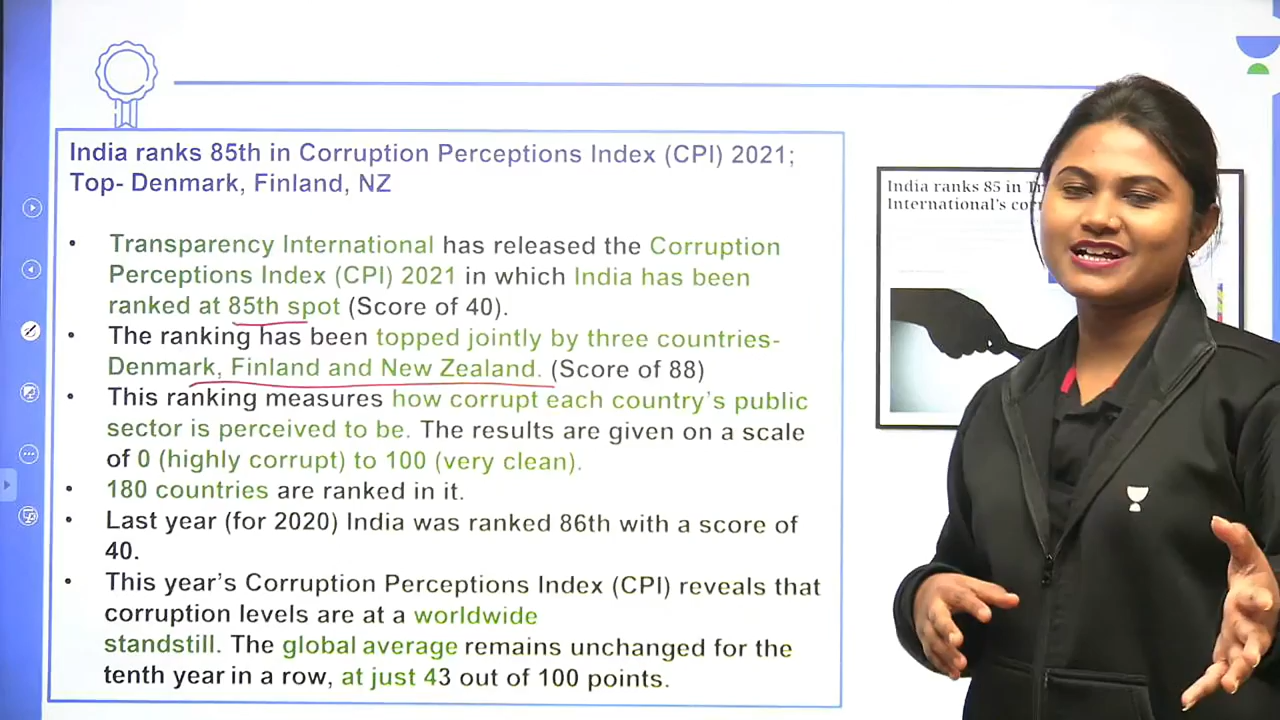 India ranks 85th in Corruption Perceptions Index (CPI) 2021;
Top- Denmark, Finland, NZ
• Transparency International has released the Corruption
Perceptions Index (CPI) 2021 in which India has been
ranked at 85th spot (Score of 40).
• The ranking has been topped jointly by three countries-
Denmark, Finland and New Zealand. (Score of 88)
• This ranking measures how corrupt each country's public
sector is perceived to be. The results are given on a scale
of 0 (highly corrupt) to 100 (very clean).
• 180 countries are ranked in it.
• Last year (for 2020) India was ranked 86th with a score of
40.
• This year's Corruption Perceptions Index (CPI) reveals that
corruption levels are at a worldwide
standstill. The global average remains unchanged for the
tenth year in a row, at just 43 out of 100 points.
India ranks 85 in
International's